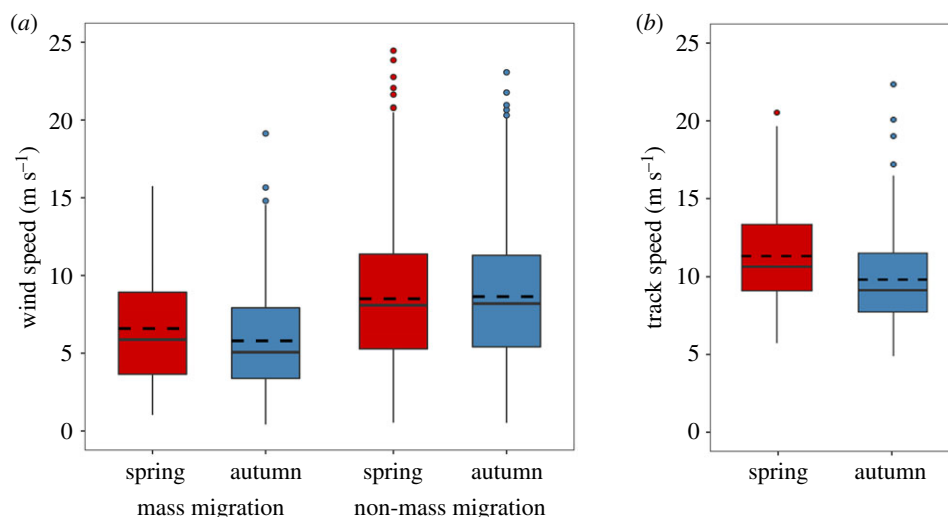 (a)
25
20
15
10
5
0
wind speed (m s⁻¹)
spring autumn spring autumn
mass migration non-mass migration
(b)
25
20
15
10
5
0
track speed (m s⁻¹)
spring autumn